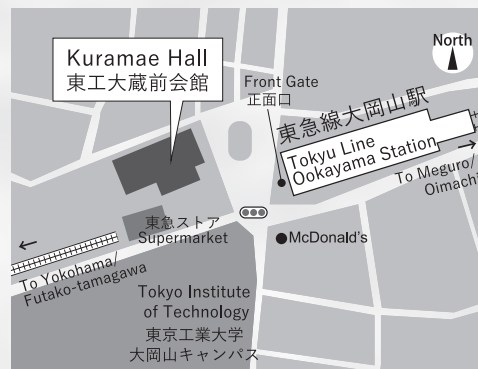 Kuramae Hall
東工大蔵前会館
North
Front Gate
正面口
東急線大岡山駅
Tokyu Line
Ookayama Station
To Meguro/
Oimachi
東急ストア
Supermarket
McDonald's
To Yokohama/
Futako-tamagawa
Tokyo Institute
of Technology
東京工業大学
大岡山キャンパス